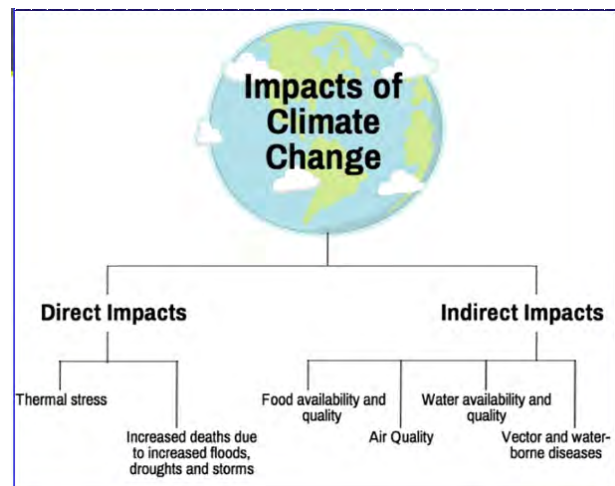 Impacts of
Climate
Change
Direct Impacts
Indirect Impacts
Thermal stress
Increased deaths due
to increased floods,
droughts and storms
Food availability and
quality
Air Quality
Water availability and
quality
Vector and water-
borne diseases